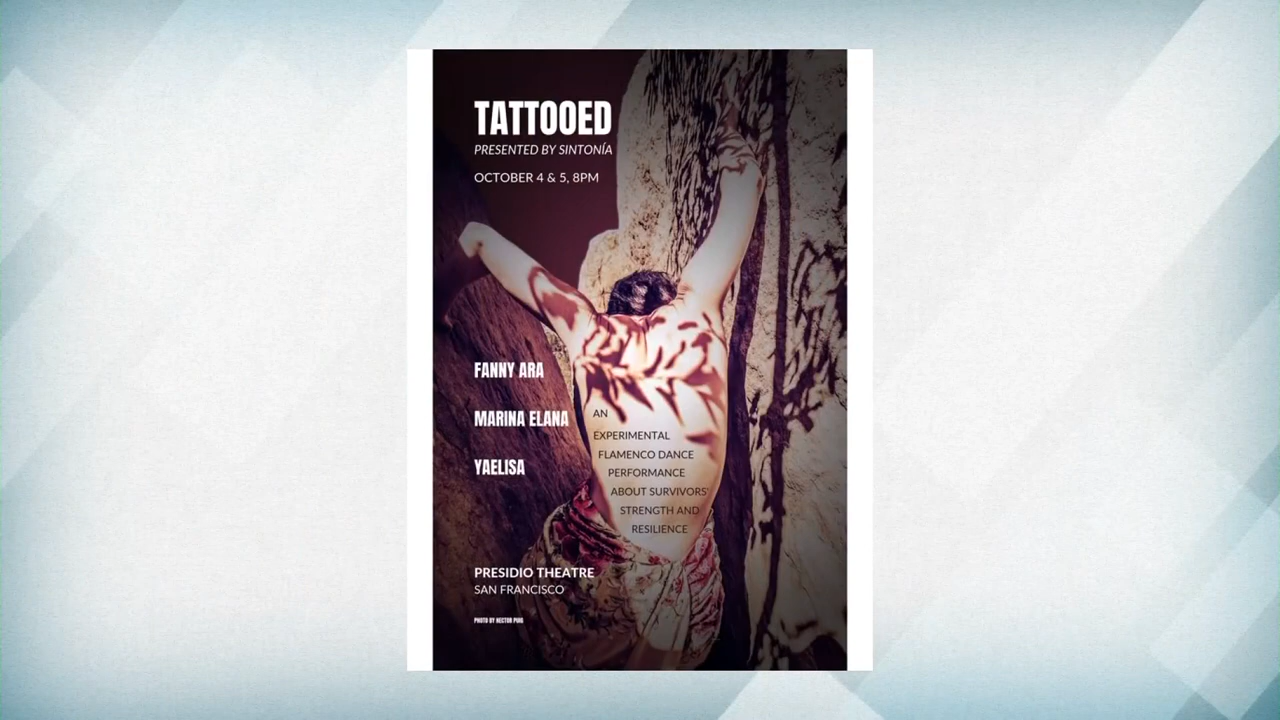 TATTOOED
PRESENTED BY SINTONÍA
OCTOBER 4 & 5, 8PM
FANNY ARA
MARINA ELANA
YAELISA
AN
EXPERIMENTAL
FLAMENCO DANCE
PERFORMANCE
ABOUT SURVIVORS'
STRENGTH AND
RESILIENCE
PRESIDIO THEATRE
SAN FRANCISCO
PHOTO BY HECTOR PUIG